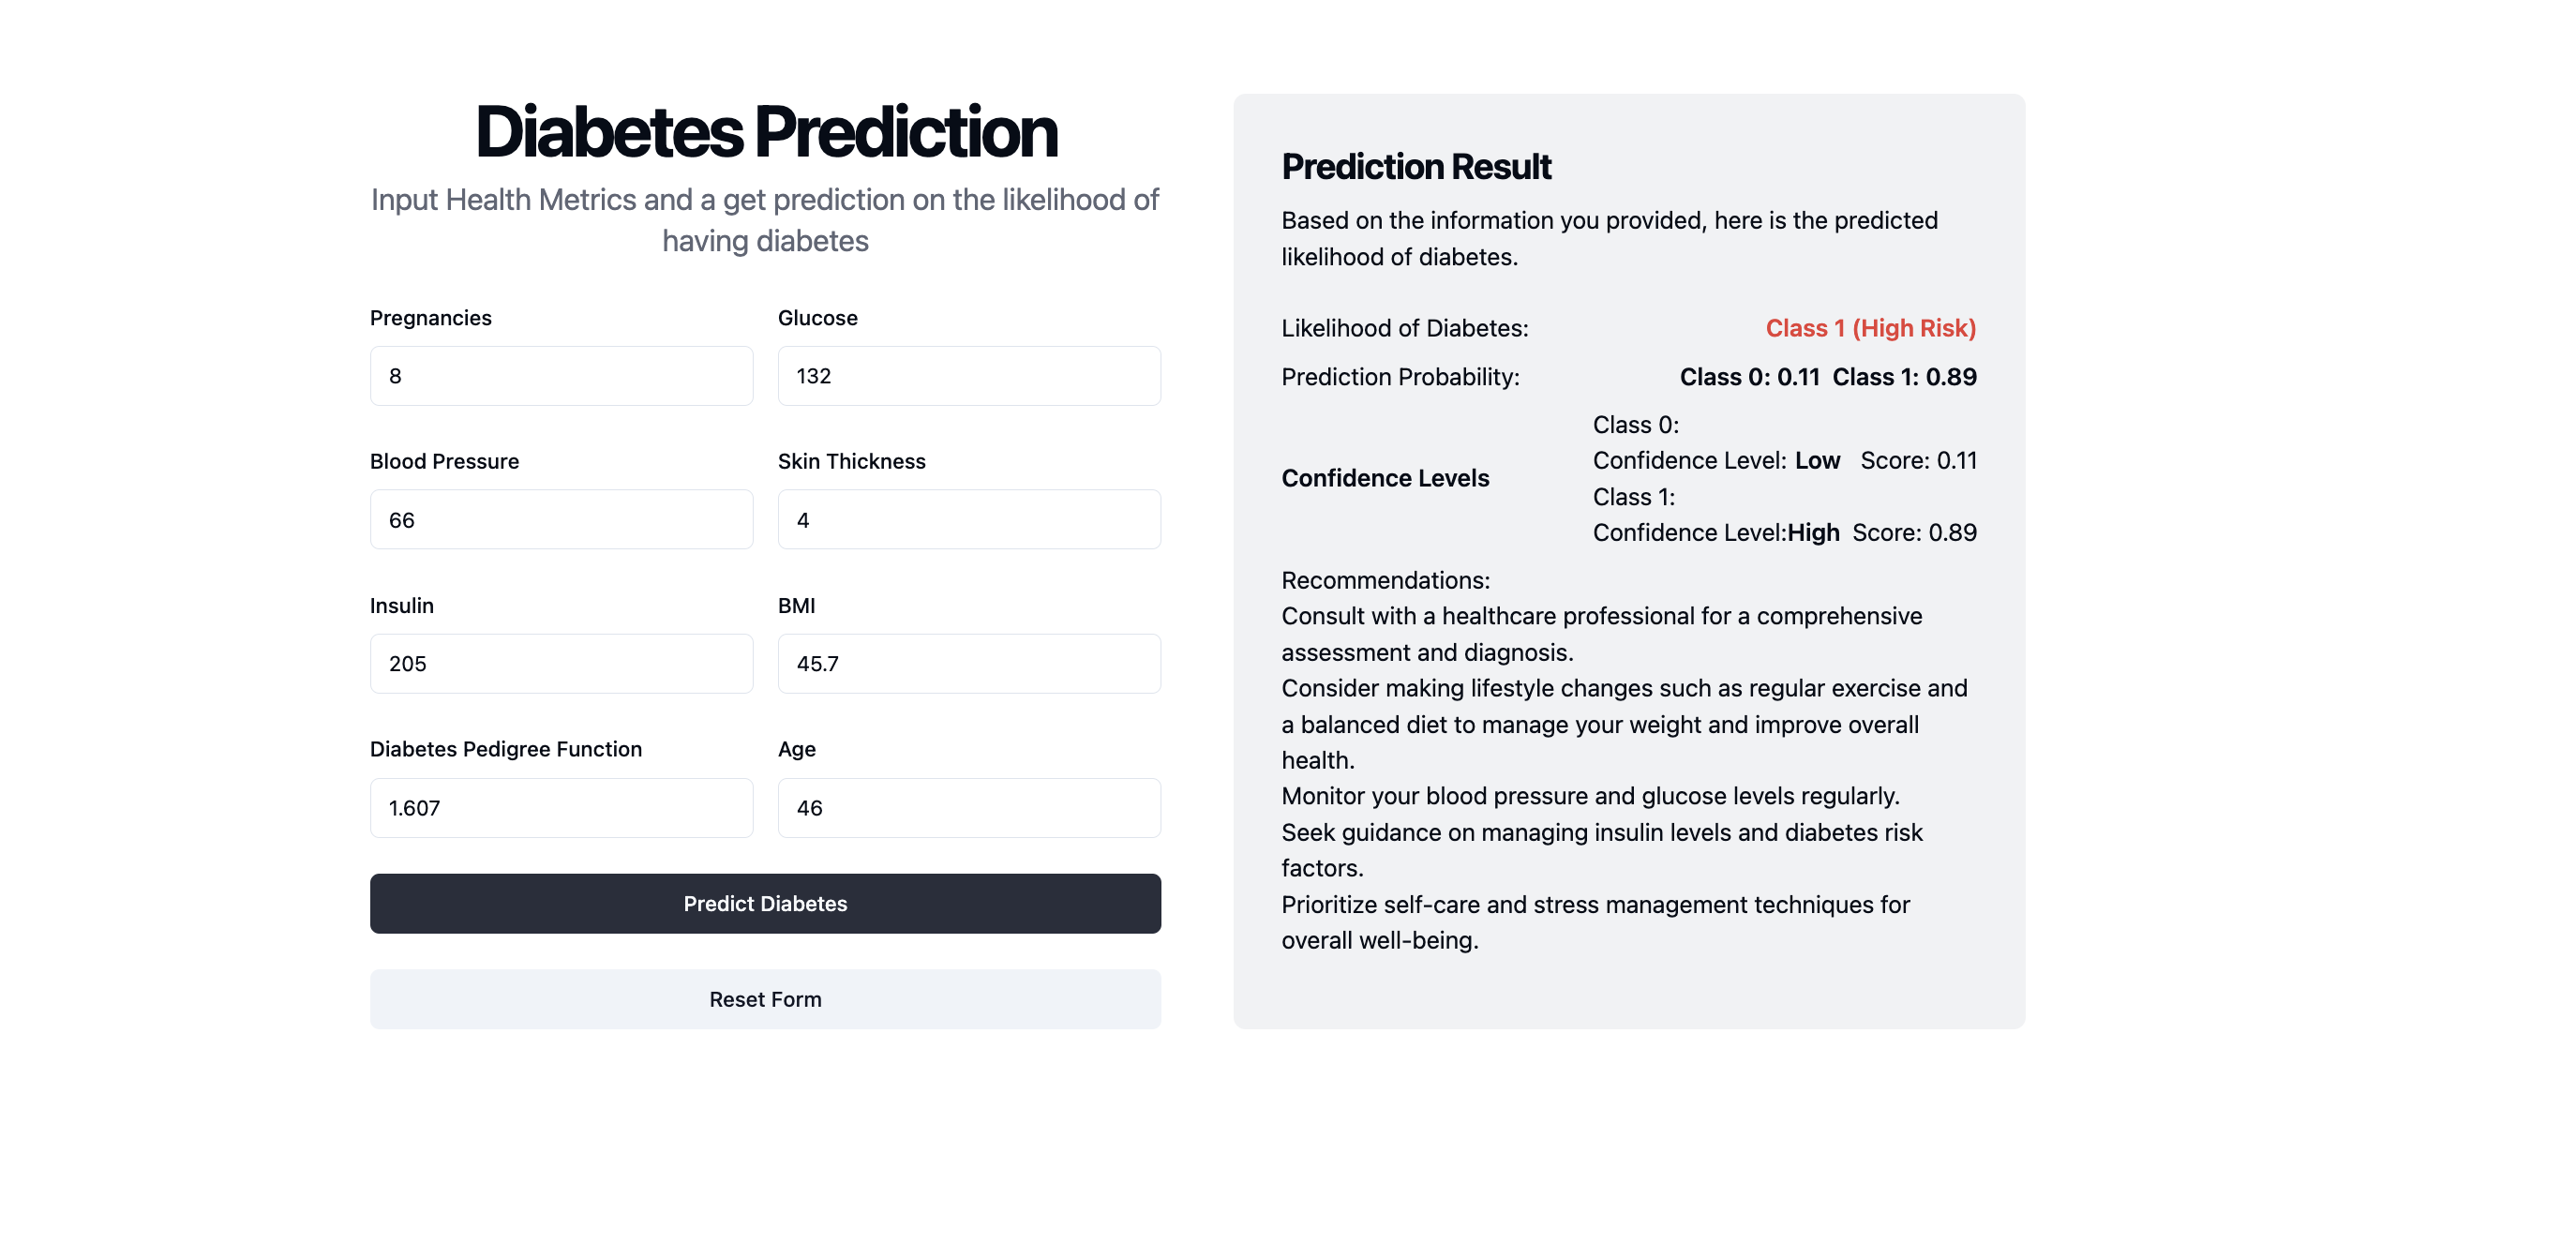 Diabetes Prediction
Input Health Metrics and a get prediction on the likelihood of
having diabetes
Pregnancies
8
Glucose
132
Blood Pressure
66
Skin Thickness
4
Insulin
205
BMI
45.7
Diabetes Pedigree Function
1.607
Age
46
Predict Diabetes
Reset Form
Prediction Result
Based on the information you provided, here is the predicted
likelihood of diabetes.
Likelihood of Diabetes: Class 1 (High Risk)
Prediction Probability: Class 0: 0.11 Class 1: 0.89
Confidence Levels
Class 0:
Confidence Level: Low Score: 0.11
Class 1:
Confidence Level:High Score: 0.89
Recommendations:
Consult with a healthcare professional for a comprehensive
assessment and diagnosis.
Consider making lifestyle changes such as regular exercise and
a balanced diet to manage your weight and improve overall
health.
Monitor your blood pressure and glucose levels regularly.
Seek guidance on managing insulin levels and diabetes risk
factors.
Prioritize self-care and stress management techniques for
overall well-being.